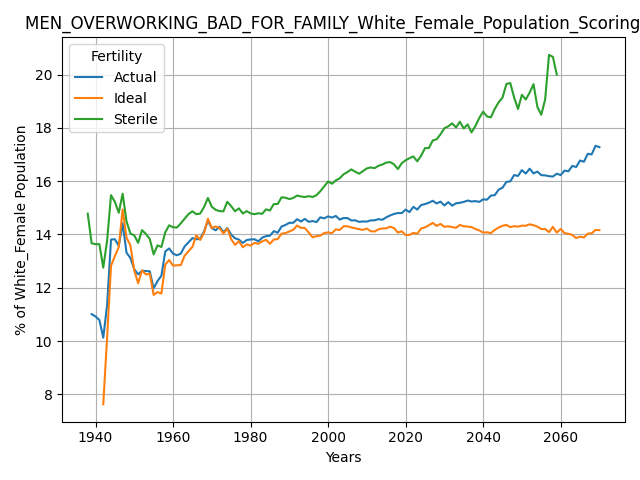 MEN_OVERWORKING_BAD_FOR_FAMILY_White_Female_Population_Scoring
Fertility
Actual
Ideal
Sterile
% of White_Female Population
20
18
16
14
12
10
8
1940
1960
1980
2000
2020
2040
2060
Years